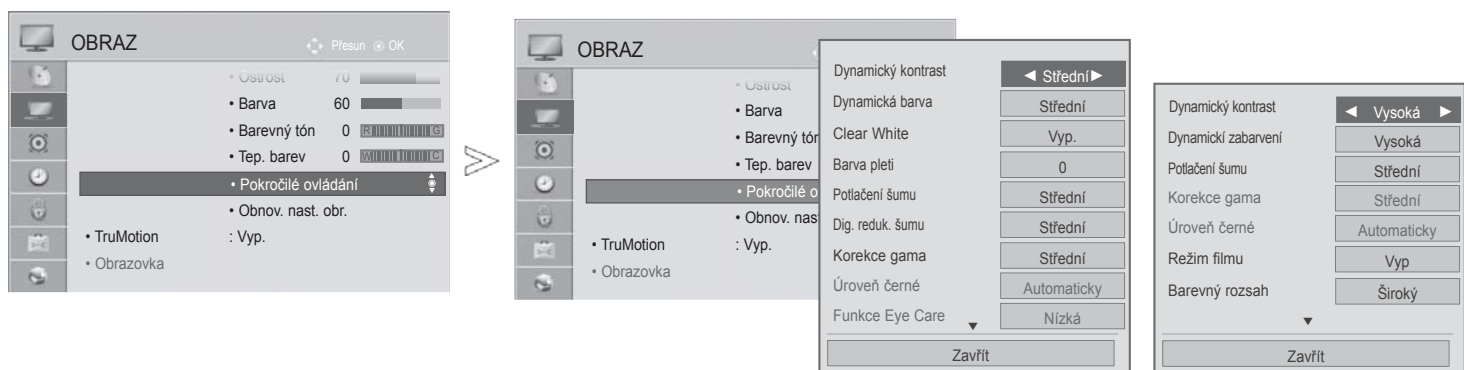 OBRAZ
Přesun OK
• Ostrost 70
• Barva 60
• Barevný tón 0 R G
• Tep. barev 0 W C
• Pokročilé ovládání
• Obnov. nast. obr.
• TruMotion : Vyp.
• Obrazovka
OBRAZ
• Ostrost
• Barva
• Barevný tón
• Tep. barev
• Pokročilé o
• Obnov. nast
• TruMotion : Vyp.
• Obrazovka
Dynamický kontrast ◄ Střední ►
Dynamická barva Střední
Clear White Vyp.
Barva pleti 0
Potlačení šumu Střední
Dig. reduk. šumu Střední
Korekce gama Střední
Úroveň černé Automaticky
Funkce Eye Care Nízká
▼
Zavřít
Dynamický kontrast ◄ Vysoká ►
Dynamickí zabarvení Vysoká
Potlačení šumu Střední
Korekce gama Střední
Úroveň černé Automaticky
Režim filmu Vyp
Barevný rozsah Široký
▼
Zavřít